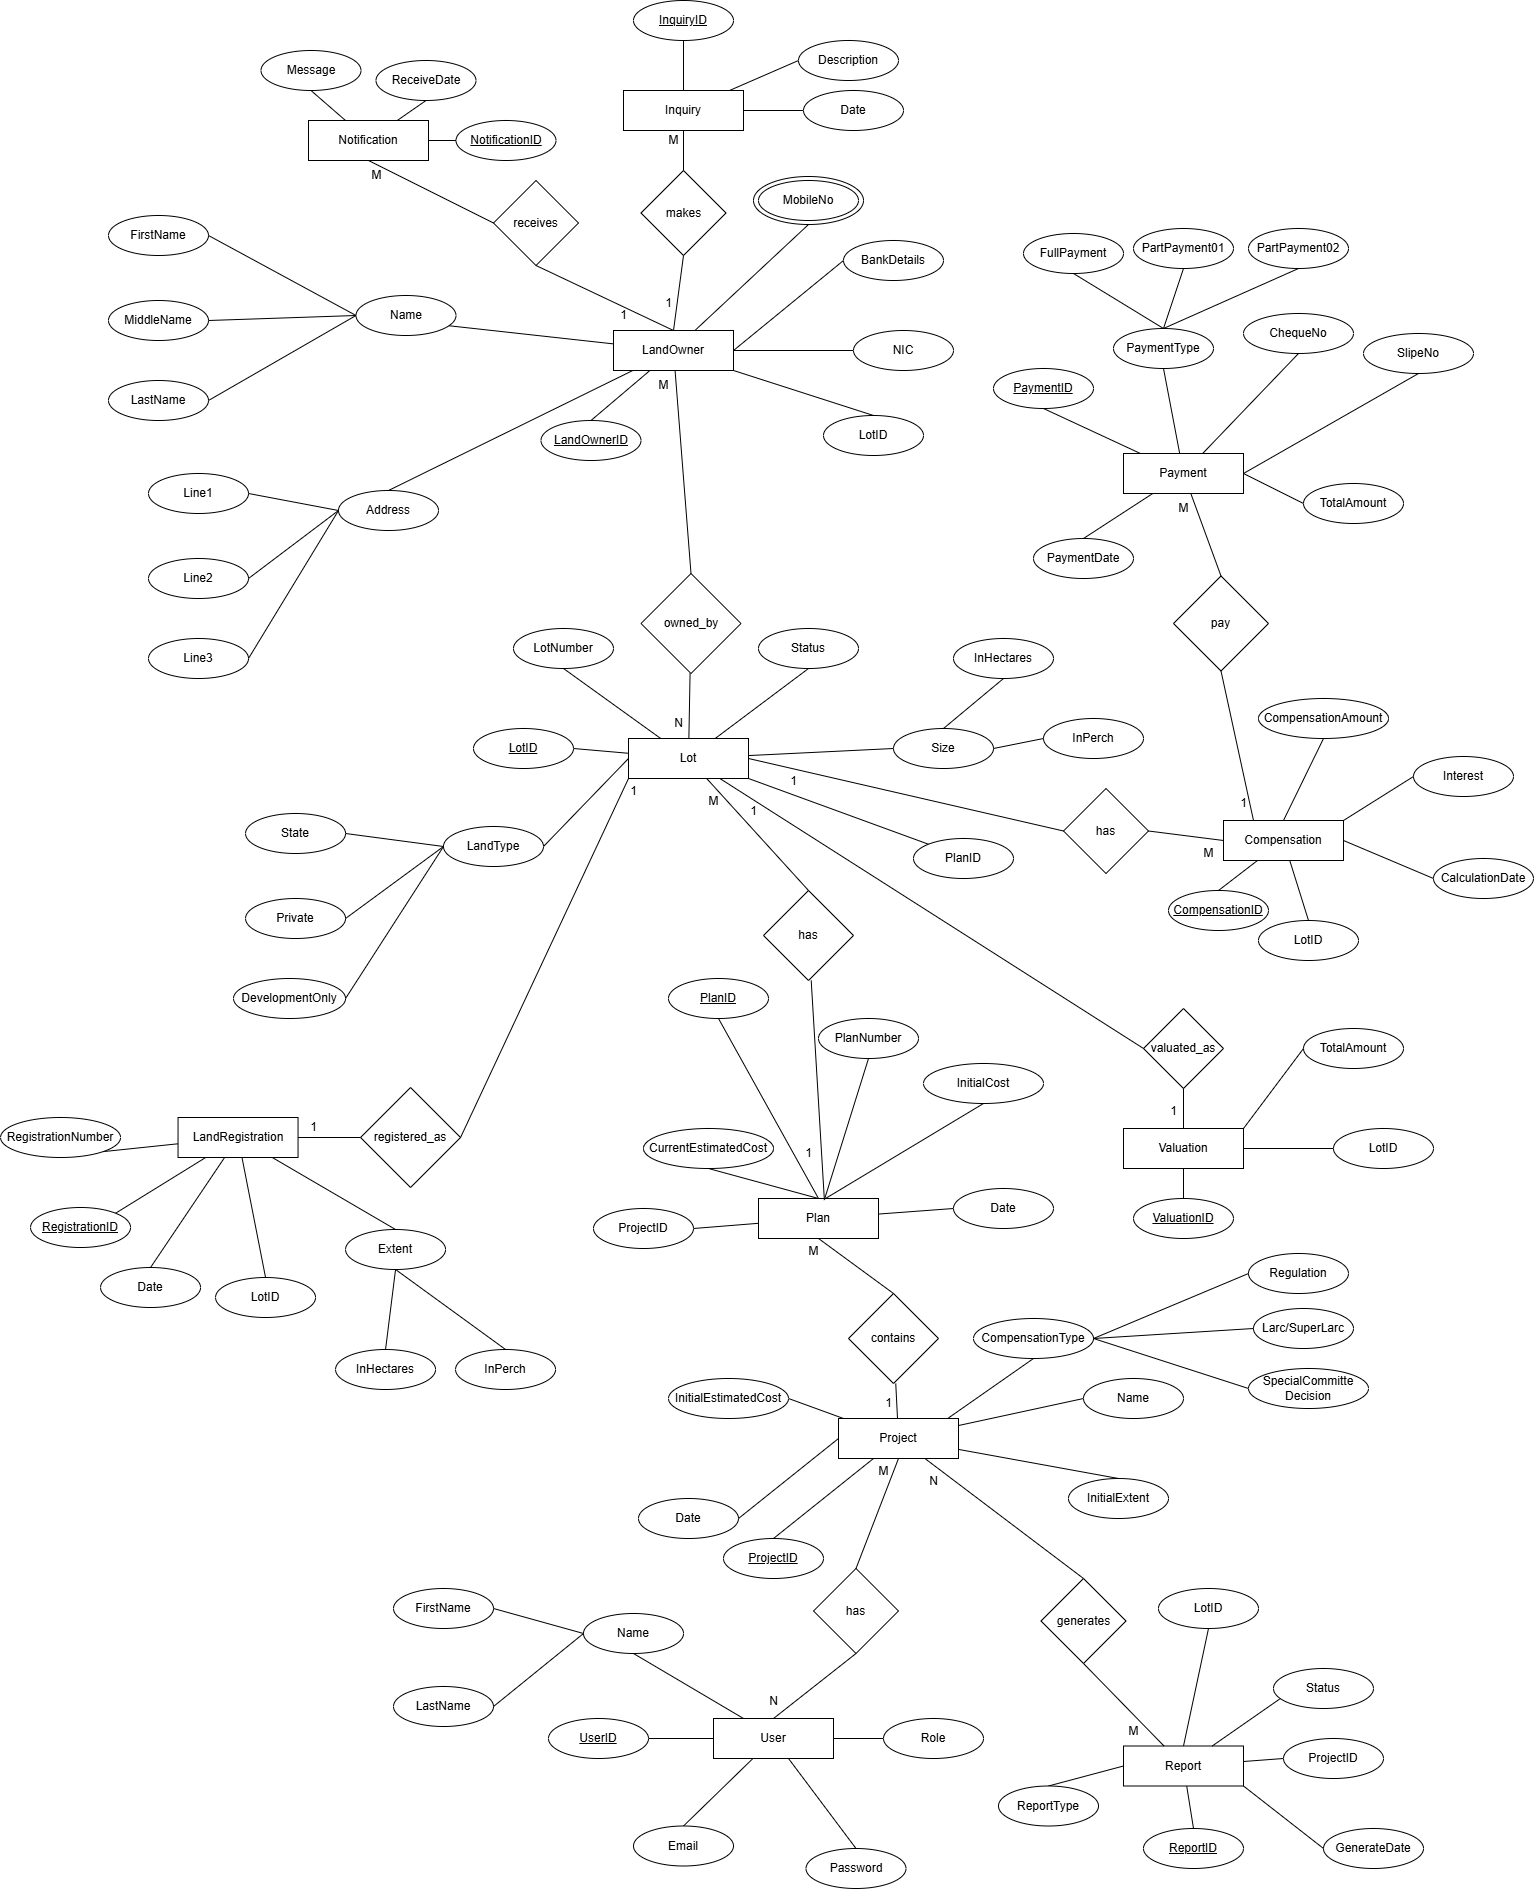 InquiryID
Message
ReceiveDate
Description
Inquiry
Date
Notification
NotificationID
M
M
MobileNo
receives
makes
FirstName
BankDetails
FullPayment
PartPayment01
PartPayment02
1
1
MiddleName
Name
LandOwner
NIC
PaymentType
ChequeNo
SlipeNo
M
PaymentID
LastName
LandOwnerID
LotID
Payment
Line1
Address
M
TotalAmount
PaymentDate
Line2
owned_by
pay
LotNumber
Status
Line3
InHectares
N
CompensationAmount
LotID
Lot
Size
InPerch
1
M
1
1
1
Interest
State
LandType
has
Compensation
M
PlanID
CalculationDate
Private
CompensationID
has
LotID
DevelopmentOnly
PlanID
PlanNumber
valuated_as
TotalAmount
InitialCost
1
RegistrationNumber
LandRegistration
1
registered_as
CurrentEstimatedCost
1
Valuation
LotID
RegistrationID
ProjectID
Plan
Date
ValuationID
Extent
M
Date
LotID
Regulation
contains
CompensationType
Larc/SuperLarc
InHectares
InPerch
SpecialCommitte
Decision
InitialEstimatedCost
1
Name
Project
M
N
InitialExtent
Date
ProjectID
FirstName
has
generates
LotID
Name
LastName
N
Status
M
UserID
User
Role
Report
ProjectID
ReportType
Email
Password
ReportID
GenerateDate